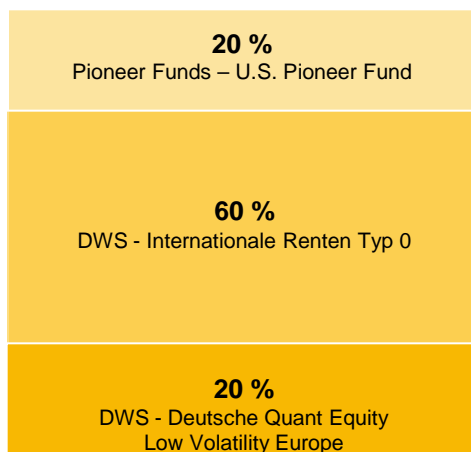 20 %
Pioneer Funds – U.S. Pioneer Fund
60 %
DWS - Internationale Renten Typ 0
20 %
DWS - Deutsche Quant Equity
Low Volatility Europe